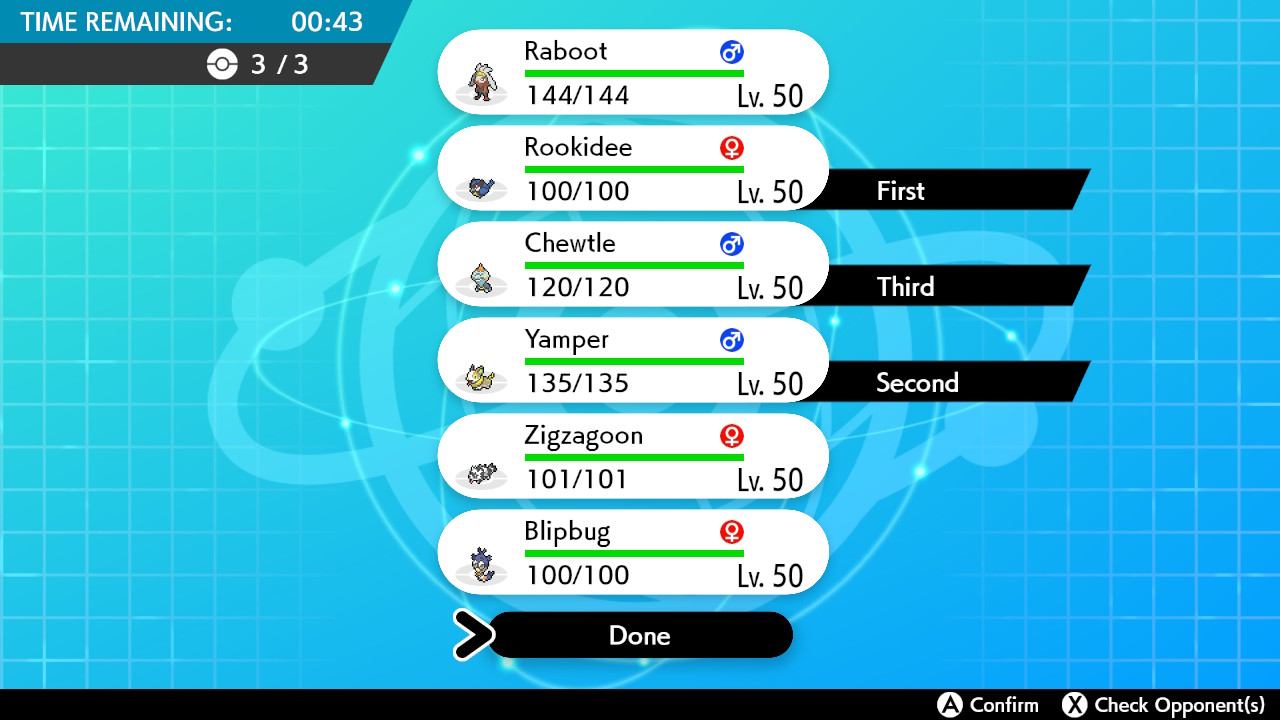 TIME REMAINING: 00:43
3 / 3
Raboot ♂
144/144 Lv. 50
Rookidee ♀
100/100 Lv. 50
First
Chewtle ♂
120/120 Lv. 50
Third
Yamper ♂
135/135 Lv. 50
Second
Zigzagoon ♀
101/101 Lv. 50
Blipbug ♀
100/100 Lv. 50
Done
A Confirm X Check Opponent(s)